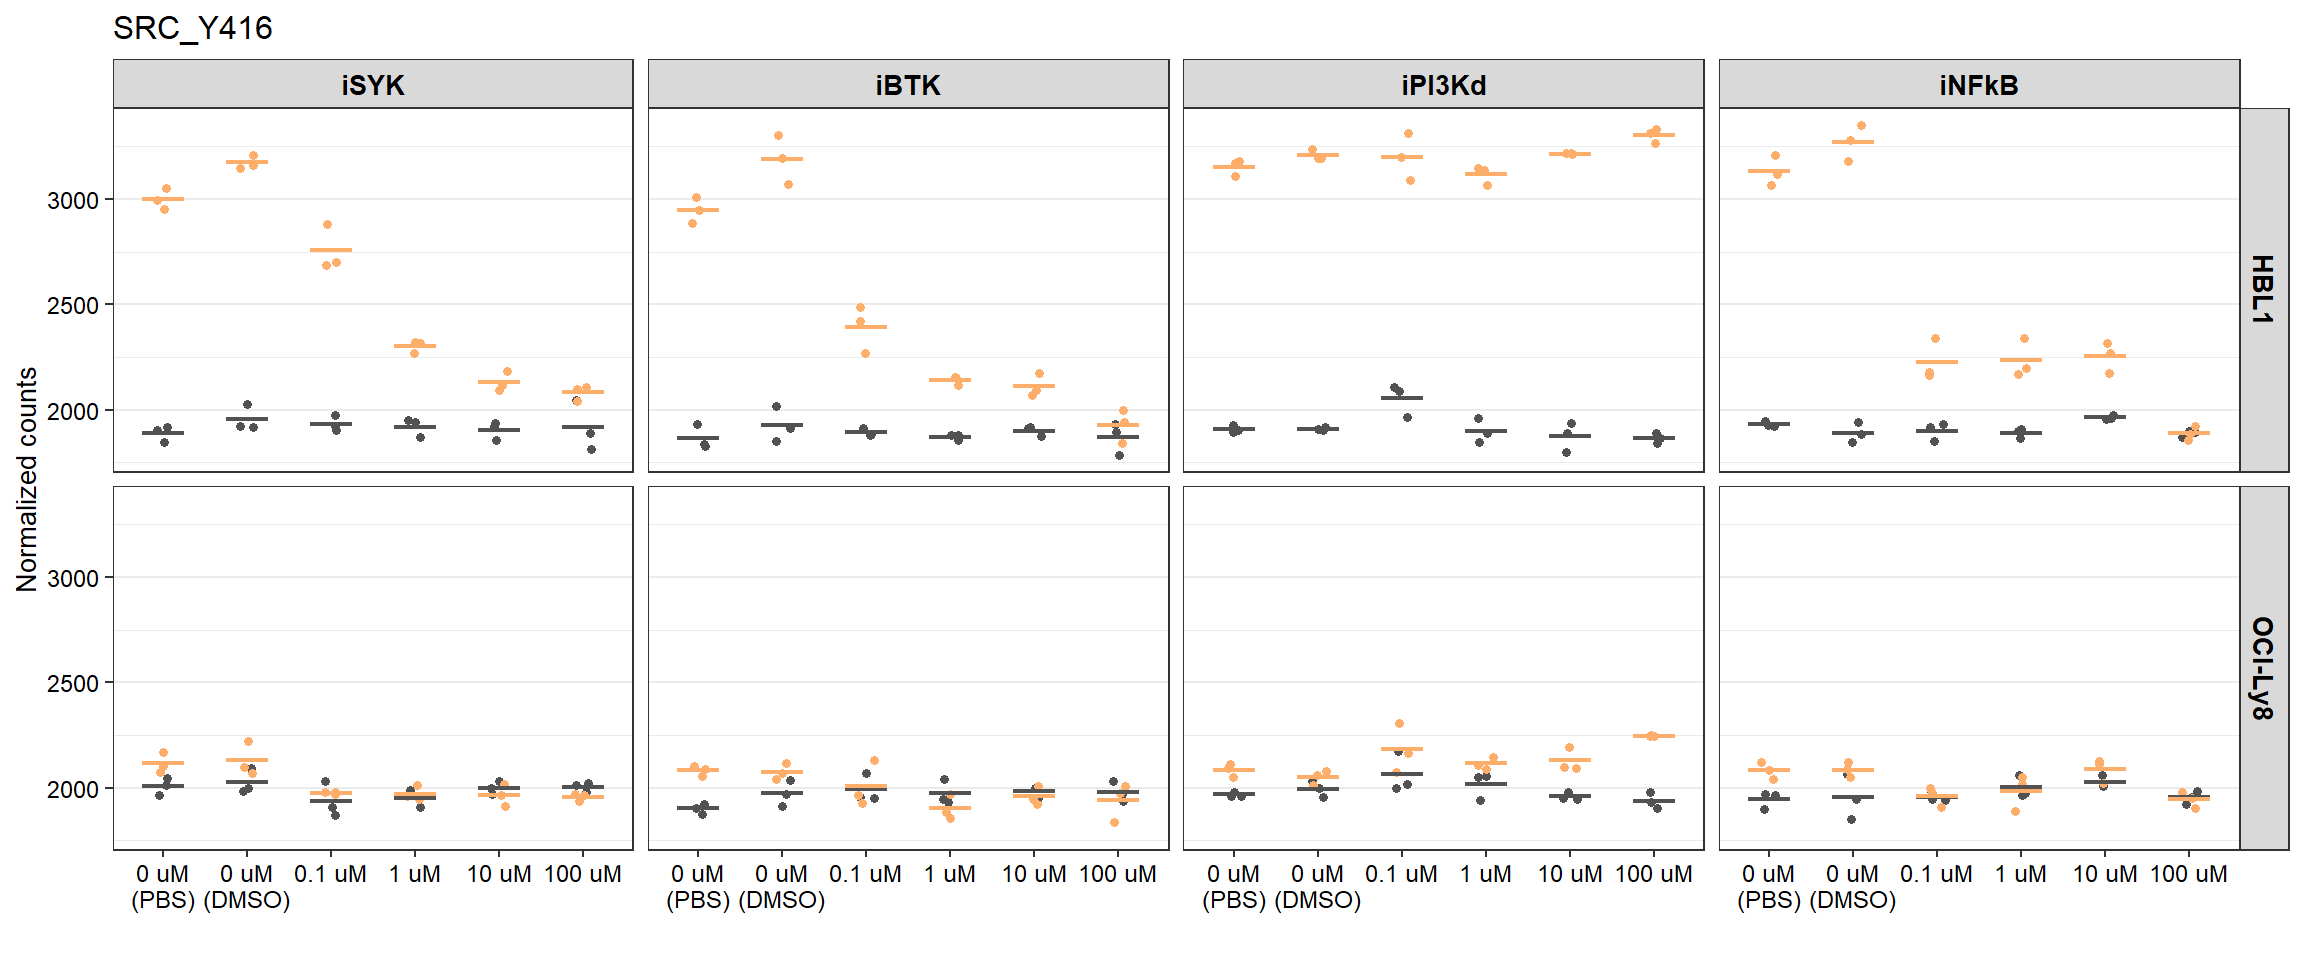 SRC_Y416
iSYK iBTK iPI3Kd iNFkB
Normalized counts
3000
2500
2000
HBL1
3000
2500
2000
OCI-Ly8
0 uM 0 uM 0.1 uM 1 uM 10 uM 100 uM 0 uM 0 uM 0.1 uM 1 uM 10 uM 100 uM 0 uM 0 uM 0.1 uM 1 uM 10 uM 100 uM 0 uM 0 uM 0.1 uM 1 uM 10 uM 100 uM
(PBS) (DMSO) (PBS) (DMSO) (PBS) (DMSO) (PBS) (DMSO)